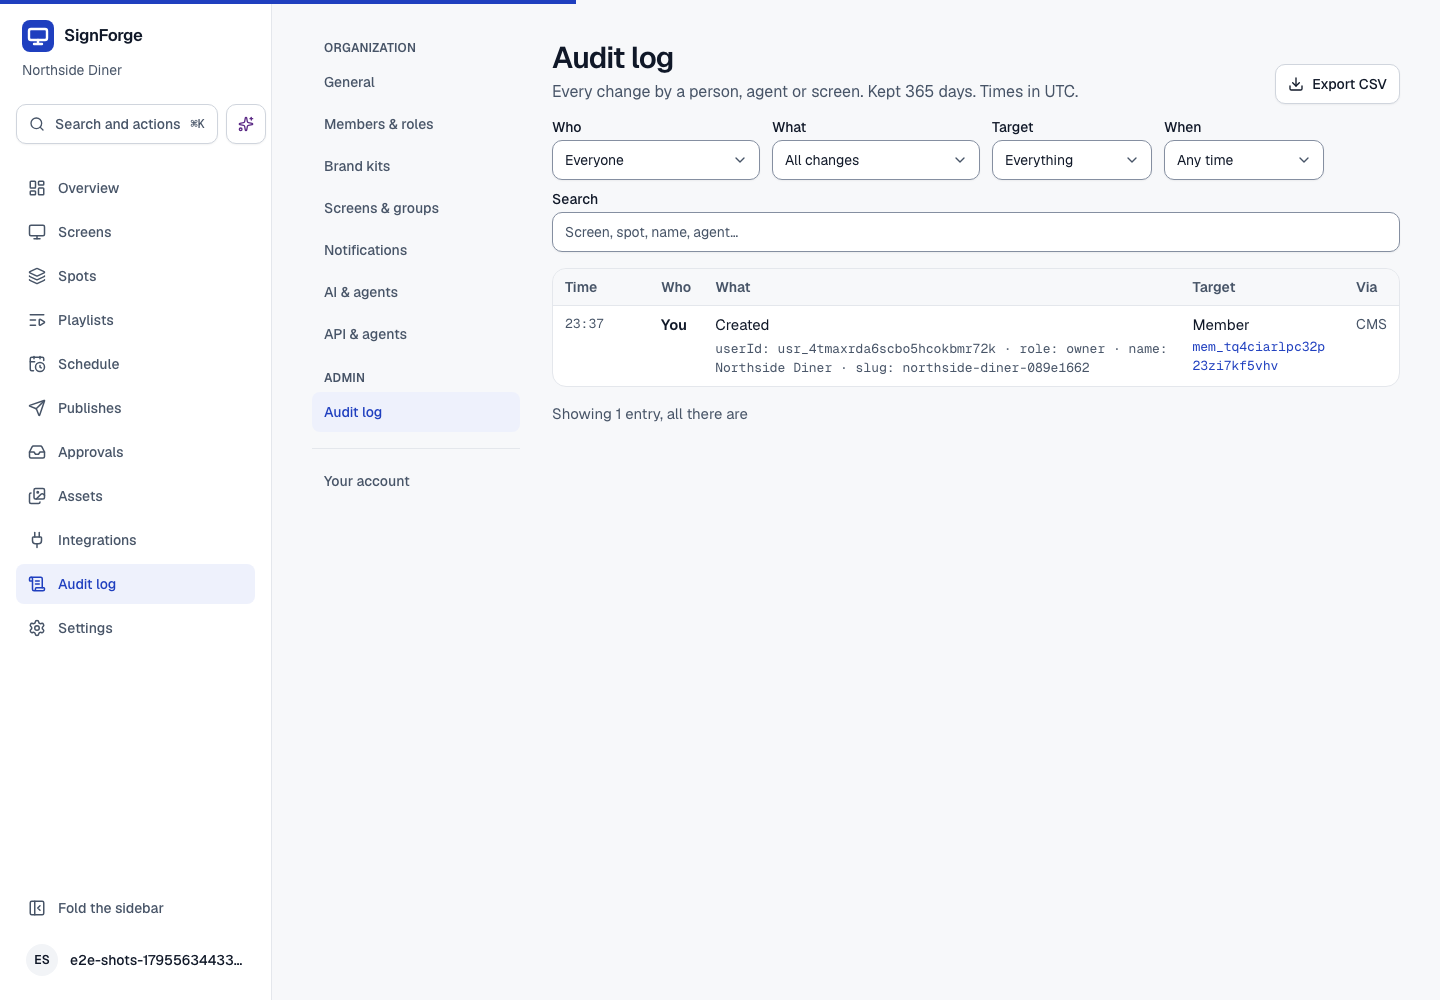 SignForge
Northside Diner
Search and actions ⌘K
Overview
Screens
Spots
Playlists
Schedule
Publishes
Approvals
Assets
Integrations
Audit log
Settings
Fold the sidebar
ES e2e-shots-17955634433...
ORGANIZATION
General
Members & roles
Brand kits
Screens & groups
Notifications
AI & agents
API & agents
ADMIN
Audit log
Your account
Audit log
Every change by a person, agent or screen. Kept 365 days. Times in UTC.
Export CSV
Who What Target When
Everyone All changes Everything Any time
Search
Screen, spot, name, agent...
Time Who What Target Via
23:37 You Created Member CMS
userId: usr_4tmaxrda6scbo5hcokbmr72k · role: owner · name:
Northside Diner · slug: northside-diner-089e1662
mem_tq4ciarlpc32p
23zi7kf5vhv
Showing 1 entry, all there are